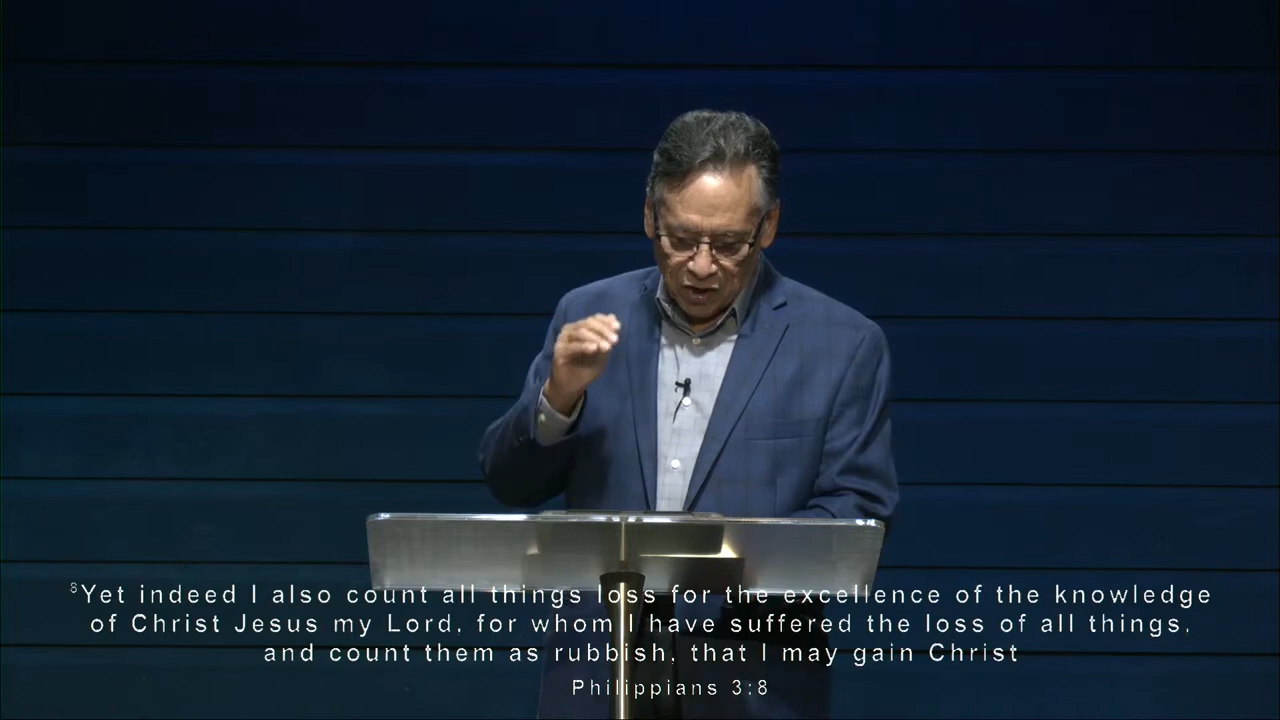 ⁸Yet indeed I also count all things loss for the excellence of the knowledge
of Christ Jesus my Lord, for whom I have suffered the loss of all things,
and count them as rubbish, that I may gain Christ
Philippians 3:8